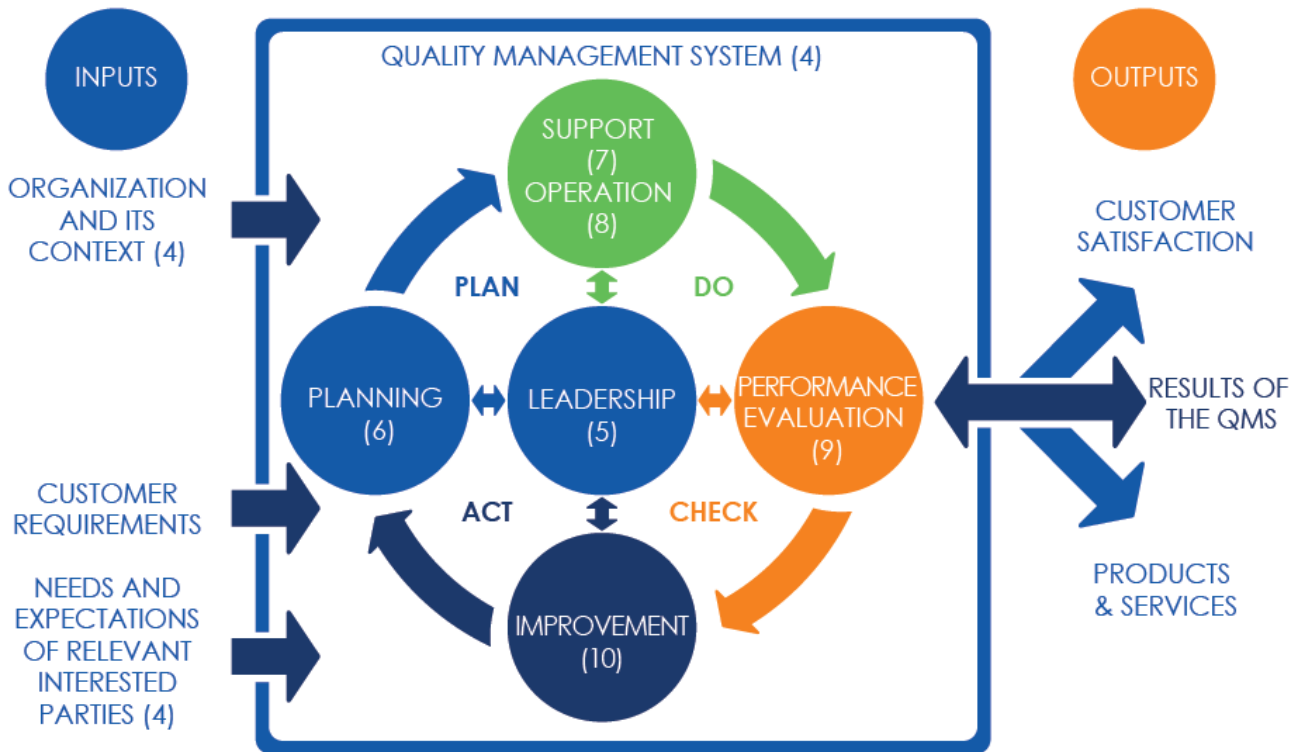 INPUTS
ORGANIZATION
AND ITS
CONTEXT (4)
CUSTOMER
REQUIREMENTS
NEEDS AND
EXPECTATIONS
OF RELEVANT
INTERESTED
PARTIES (4)
QUALITY MANAGEMENT SYSTEM (4)
SUPPORT
(7)
OPERATION
(8)
PLAN
DO
PLANNING
(6)
LEADERSHIP
(5)
PERFORMANCE
EVALUATION
(9)
ACT
CHECK
IMPROVEMENT
(10)
OUTPUTS
CUSTOMER
SATISFACTION
RESULTS OF
THE QMS
PRODUCTS
& SERVICES